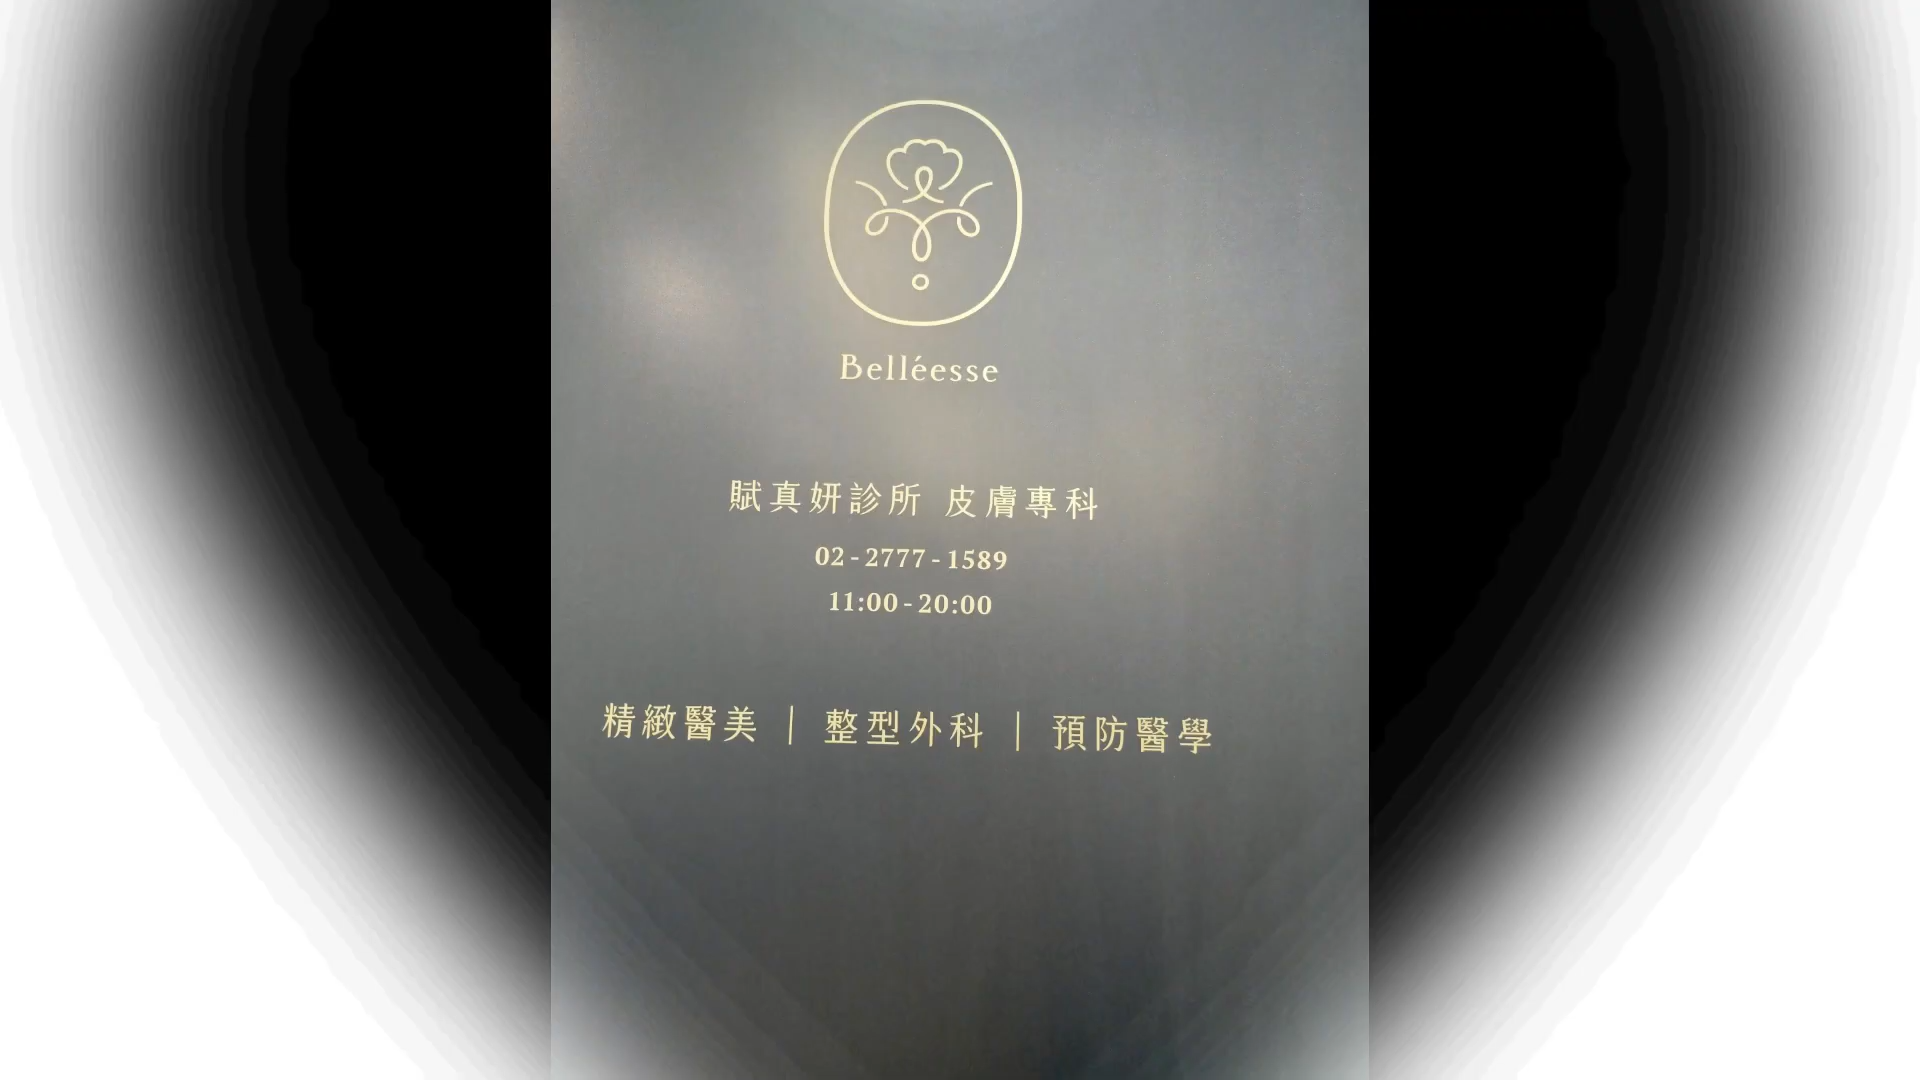 Belléesse
賦真妍診所 皮膚專科
02-2777-1589
11:00-20:00
精緻醫美 | 整型外科 | 預防醫學